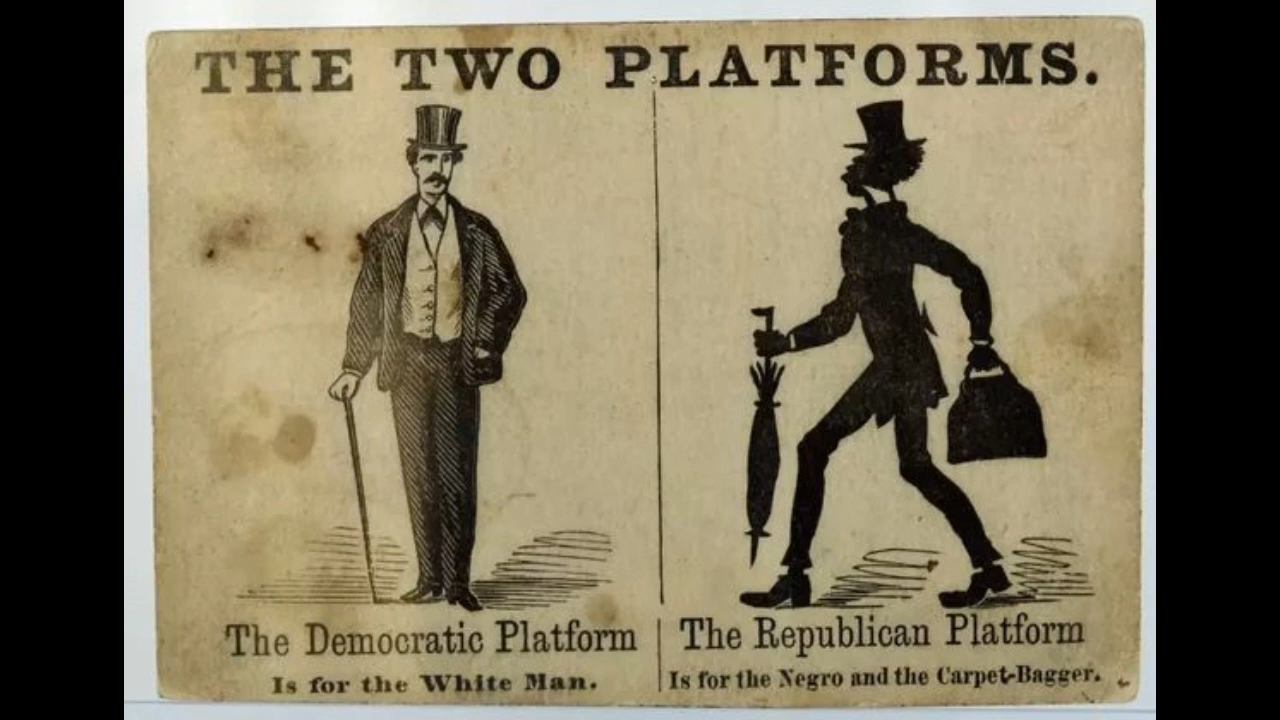 THE TWO PLATFORMS.
The Democratic Platform
Is for the White Man.
The Republican Platform
Is for the Negro and the Carpet-Bagger.